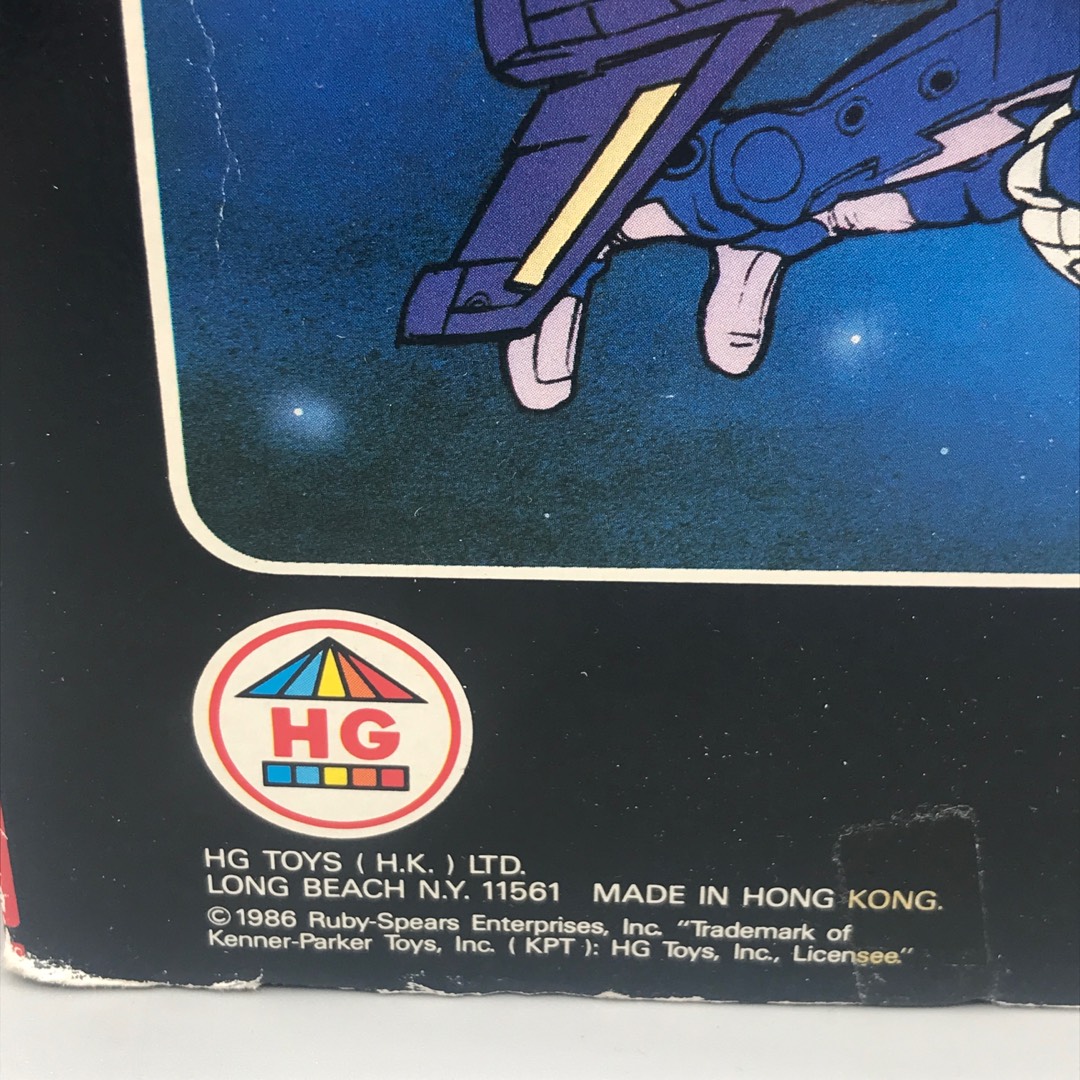 HG
HG TOYS ( H.K. ) LTD.
LONG BEACH N.Y. 11561 MADE IN HONG KONG.
©1986 Ruby-Spears Enterprises, Inc. "Trademark of
Kenner-Parker Toys, Inc. ( KPT ): HG Toys, Inc., Licensee."